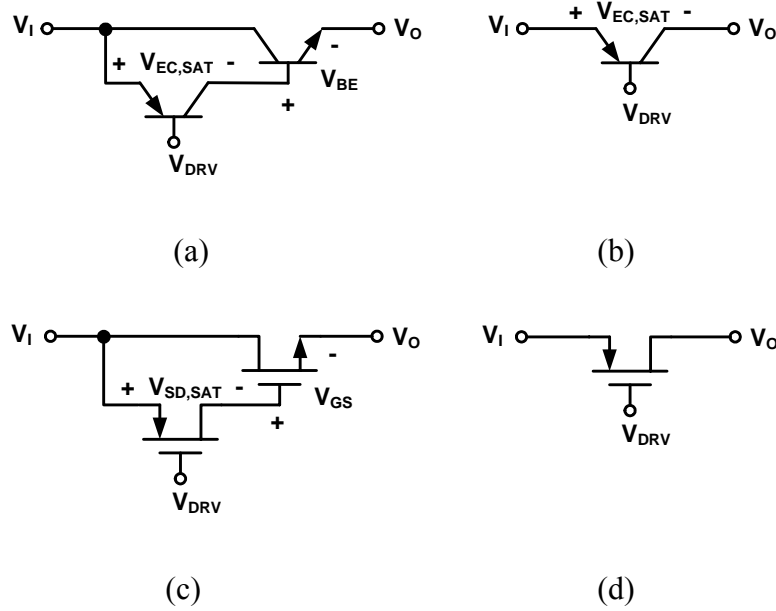 V_I V_O
+ V_EC,SAT - - V_BE +
V_DRV
(a)
V_I + V_EC,SAT - V_O
V_DRV
(b)
V_I V_O
+ V_SD,SAT - - V_GS +
V_DRV
(c)
V_I V_O
V_DRV
(d)